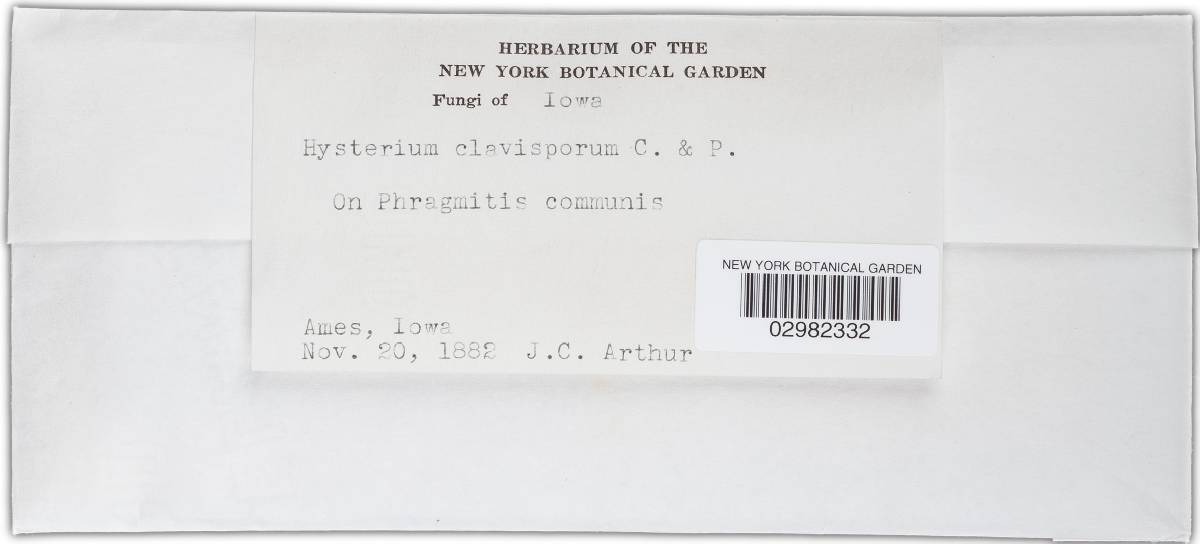 HERBARIUM OF THE
NEW YORK BOTANICAL GARDEN
Fungi of Iowa
Hysterium clavisporum C. & P.
On Phragmitis communis
NEW YORK BOTANICAL GARDEN
02982332
Ames, Iowa
Nov. 20, 1882 J.C. Arthur